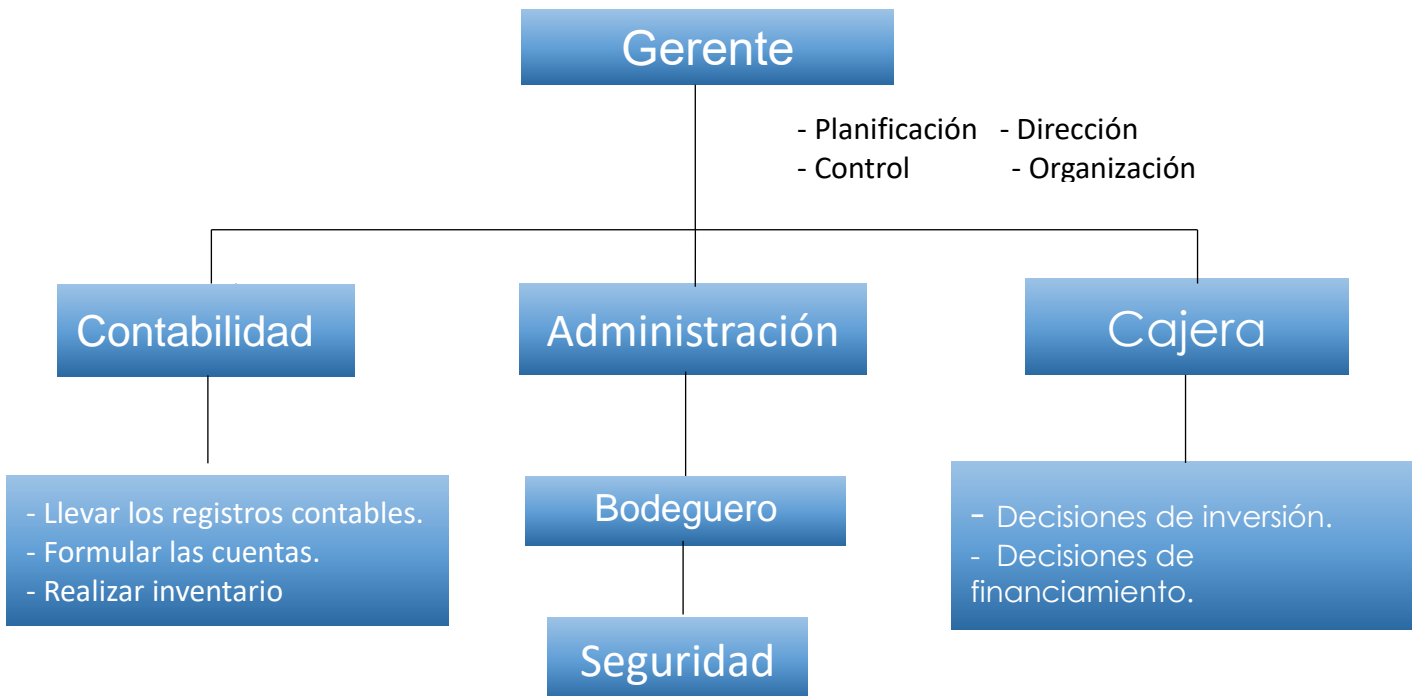 Gerente
- Planificación - Dirección
- Control - Organización
Contabilidad
Administración
Cajera
- Llevar los registros contables.
- Formular las cuentas.
- Realizar inventario
Bodeguero
Seguridad
- Decisiones de inversión.
- Decisiones de
financiamiento.